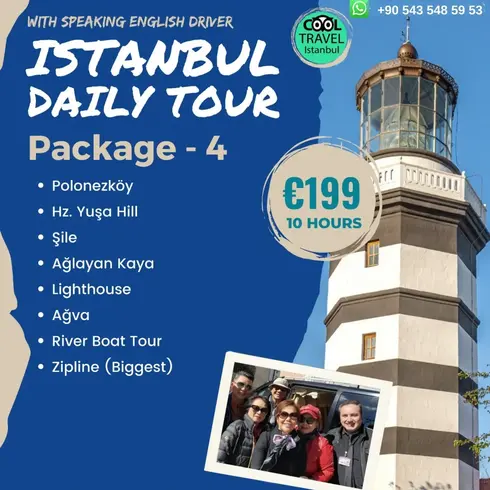 WITH SPEAKING ENGLISH DRIVER
COOL
TRAVEL
Istanbul
+90 543 548 59 53
ISTANBUL
DAILY TOUR
Package - 4
€199
10 HOURS
• Polonezköy
• Hz. Yuşa Hill
• Şile
• Ağlayan Kaya
• Lighthouse
• Ağva
• River Boat Tour
• Zipline (Biggest)